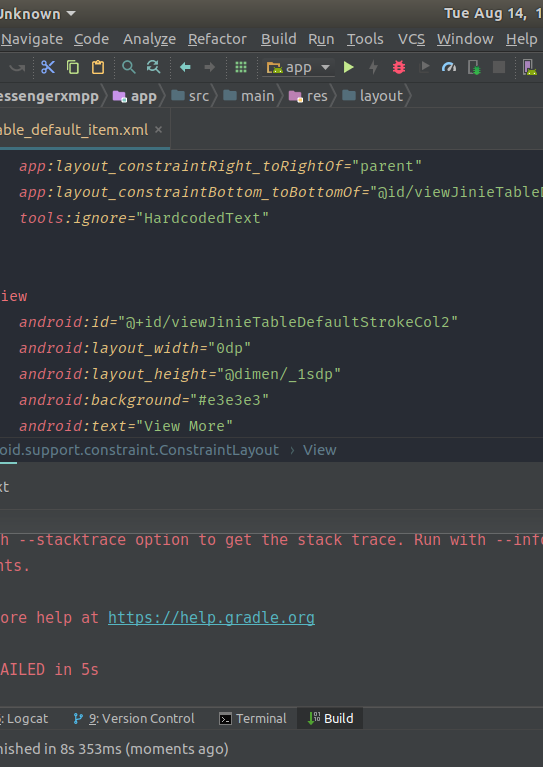 Unknown
Tue Aug 14, 1
Navigate Code Analyze Refactor Build Run Tools VCS Window Help
app
essengerxmpp app src main res layout
able_default_item.xml ×
app:layout_constraintRight_toRightOf="parent"
app:layout_constraintBottom_toBottomOf="@id/viewJinieTableD
tools:ignore="HardcodedText"
iew
android:id="@+id/viewJinieTableDefaultStrokeCol2"
android:layout_width="0dp"
android:layout_height="@dimen/_1sdp"
android:background="#e3e3e3"
android:text="View More"
oid.support.constraint.ConstraintLayout › View
xt
h --stacktrace option to get the stack trace. Run with --info
nts.
ore help at https://help.gradle.org
AILED in 5s
: Logcat 9: Version Control Terminal Build
nished in 8s 353ms (moments ago)